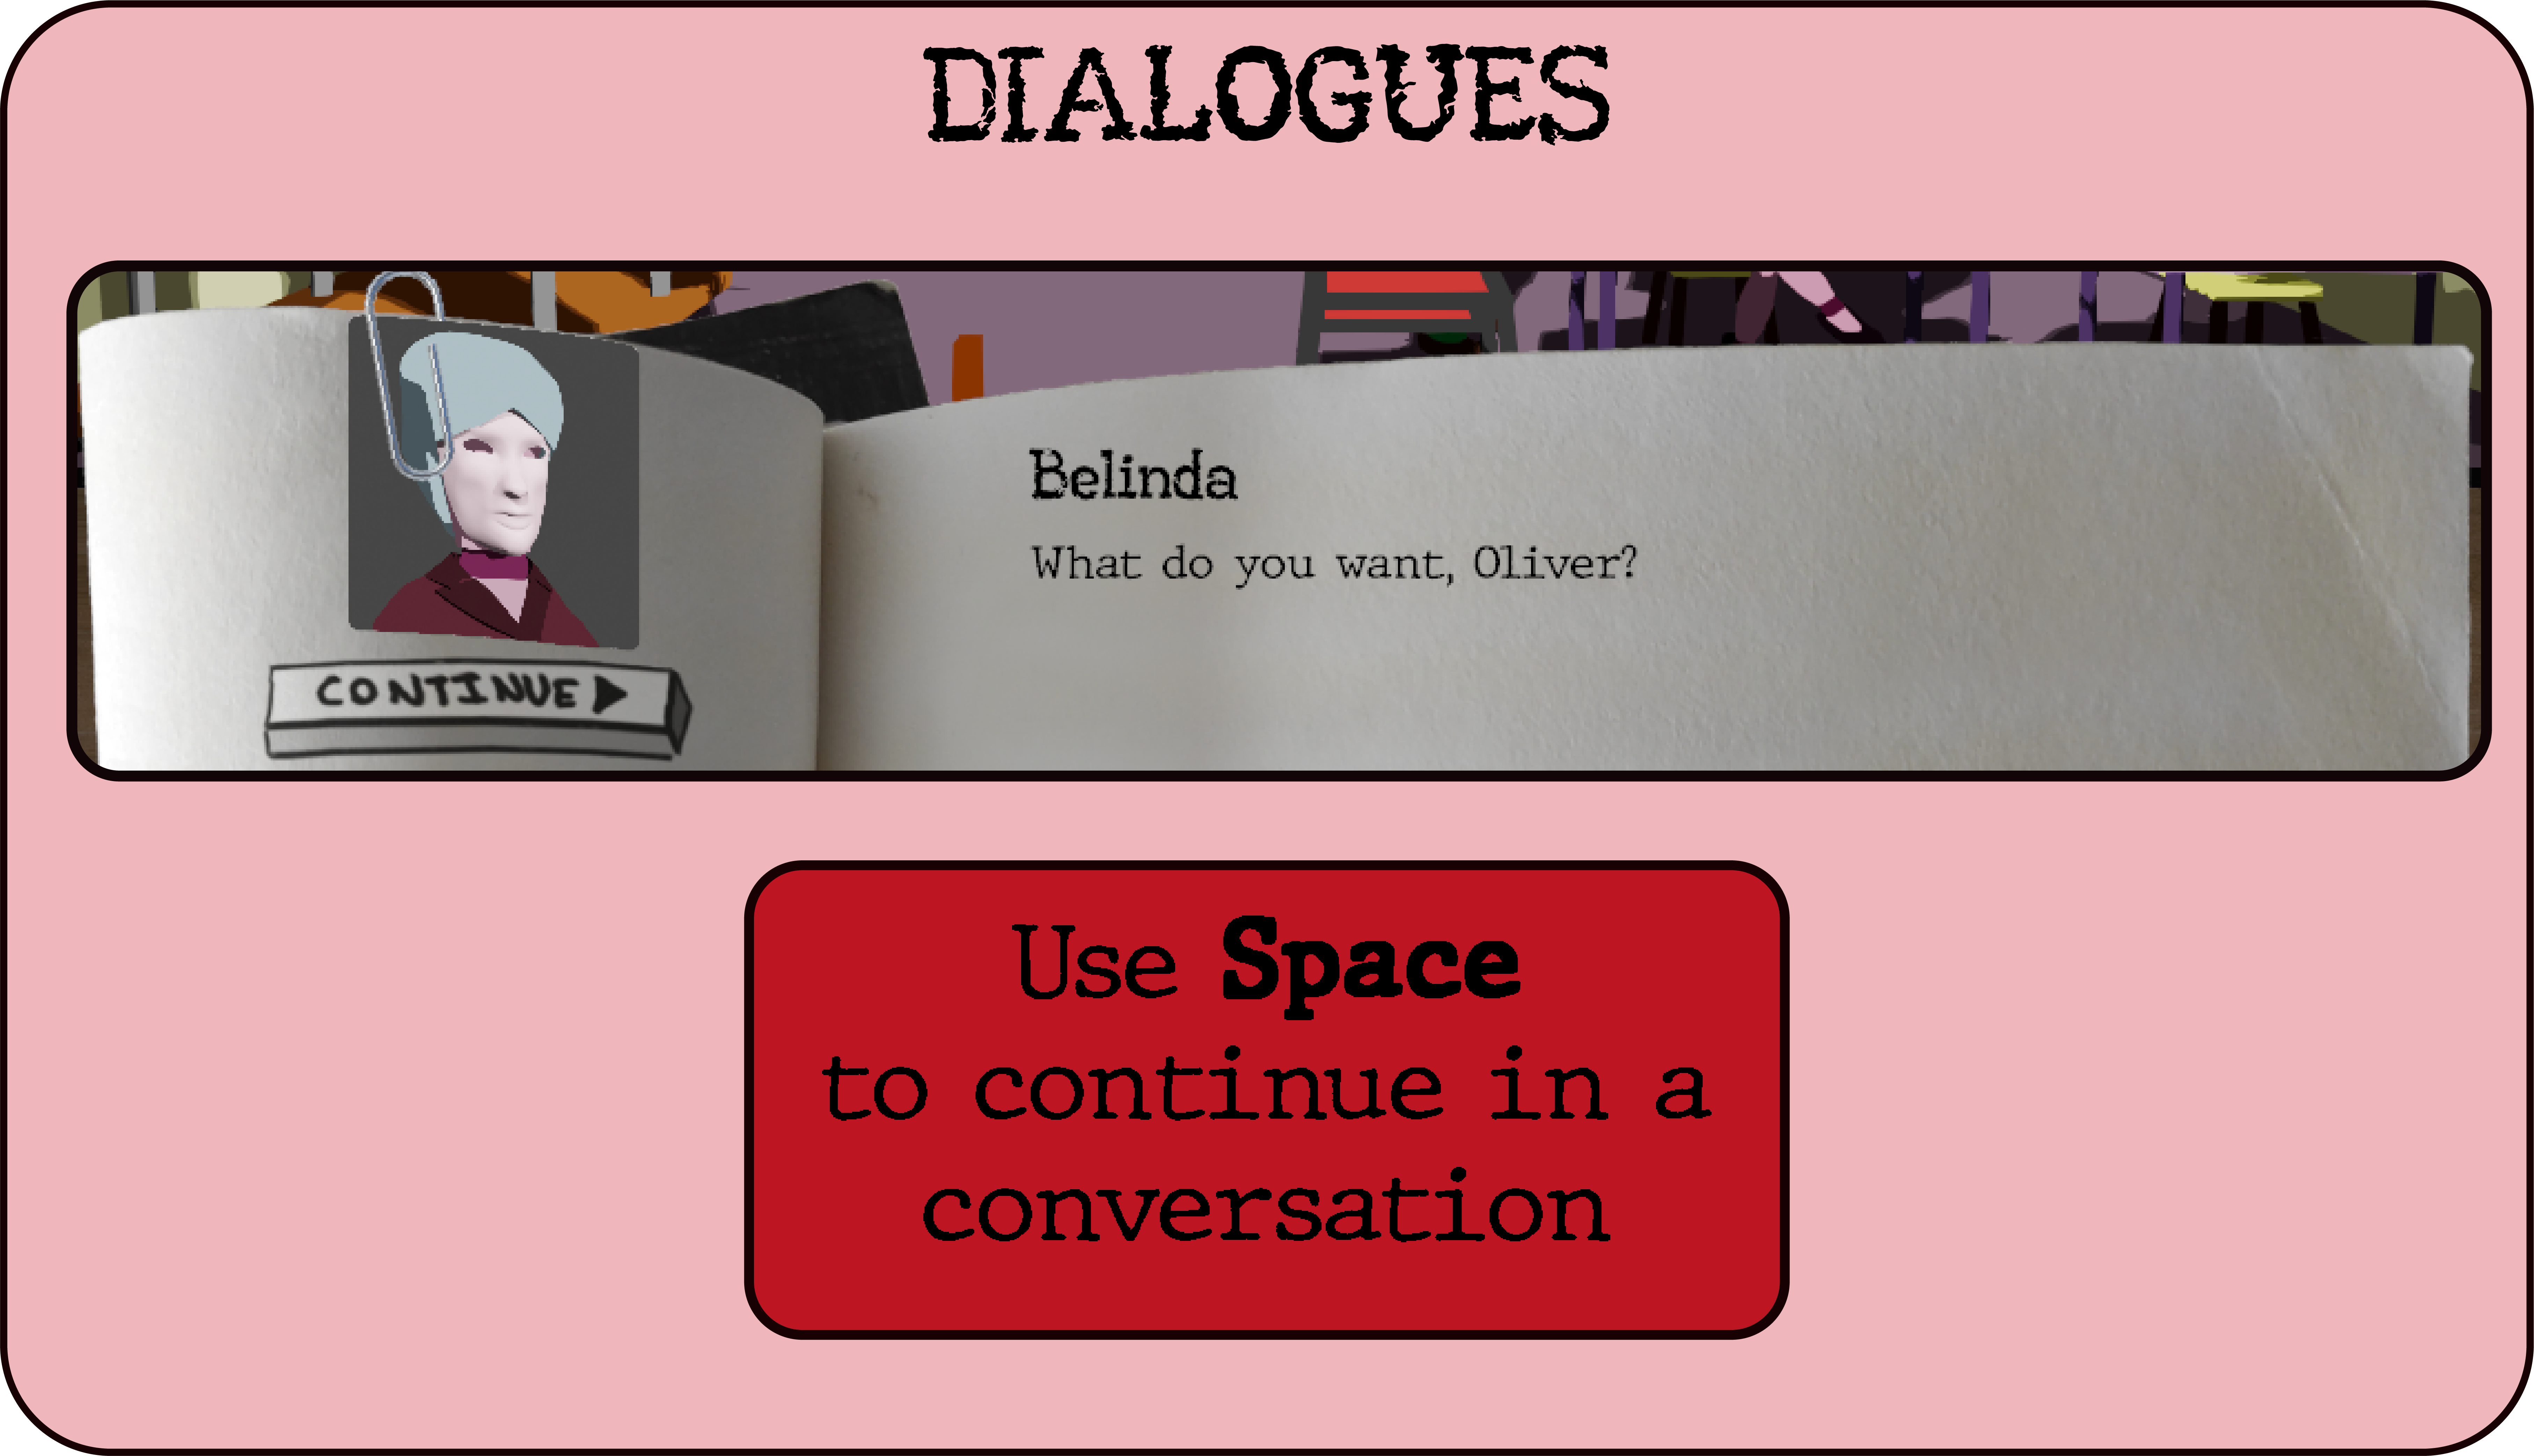 DIALOGUES
Belinda
What do you want, Oliver?
CONTINUE
Use Space
to continue in a
conversation